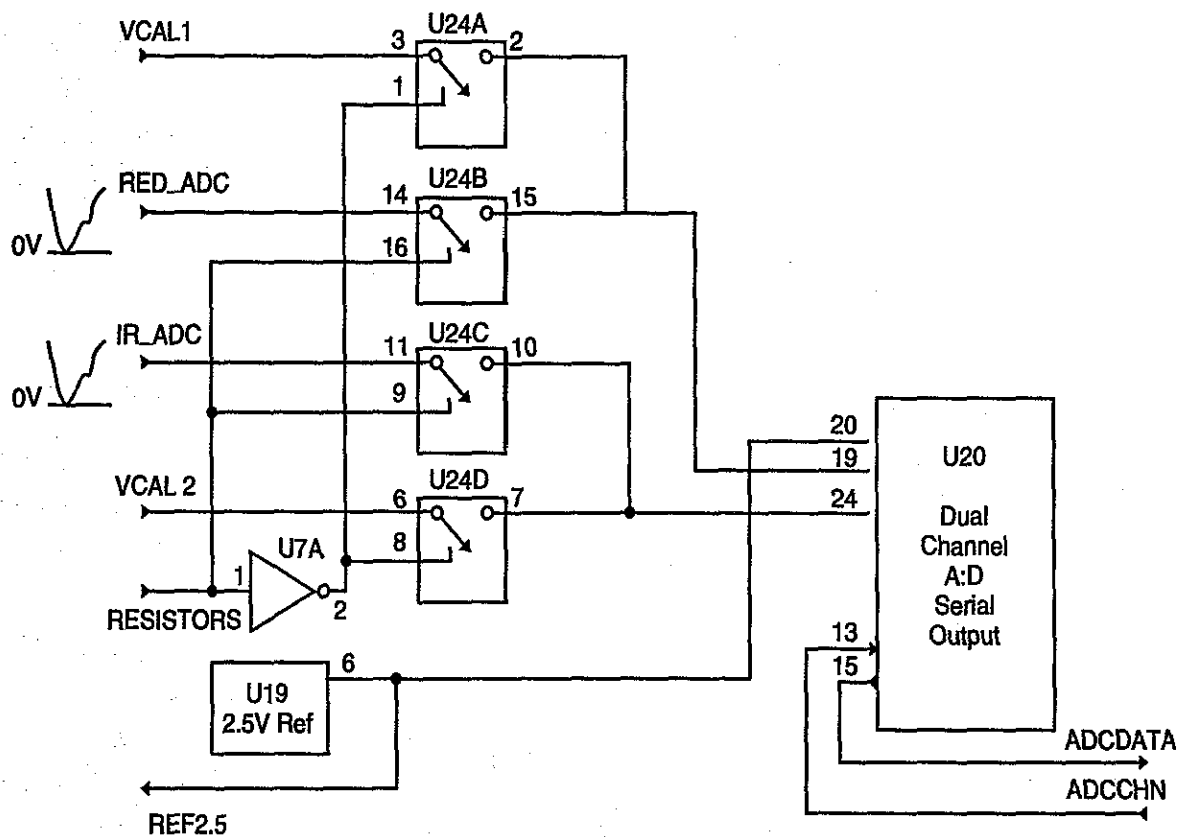 U24A
VCAL1
3
2
1
U24B
RED_ADC
14
15
16
0V
U24C
IR_ADC
11
10
9
0V
U24D
VCAL 2
6
7
8
U7A
1
2
RESISTORS
U19
2.5V Ref
6
REF2.5
20
19
24
13
15
U20
Dual
Channel
A:D
Serial
Output
ADCDATA
ADCCHN